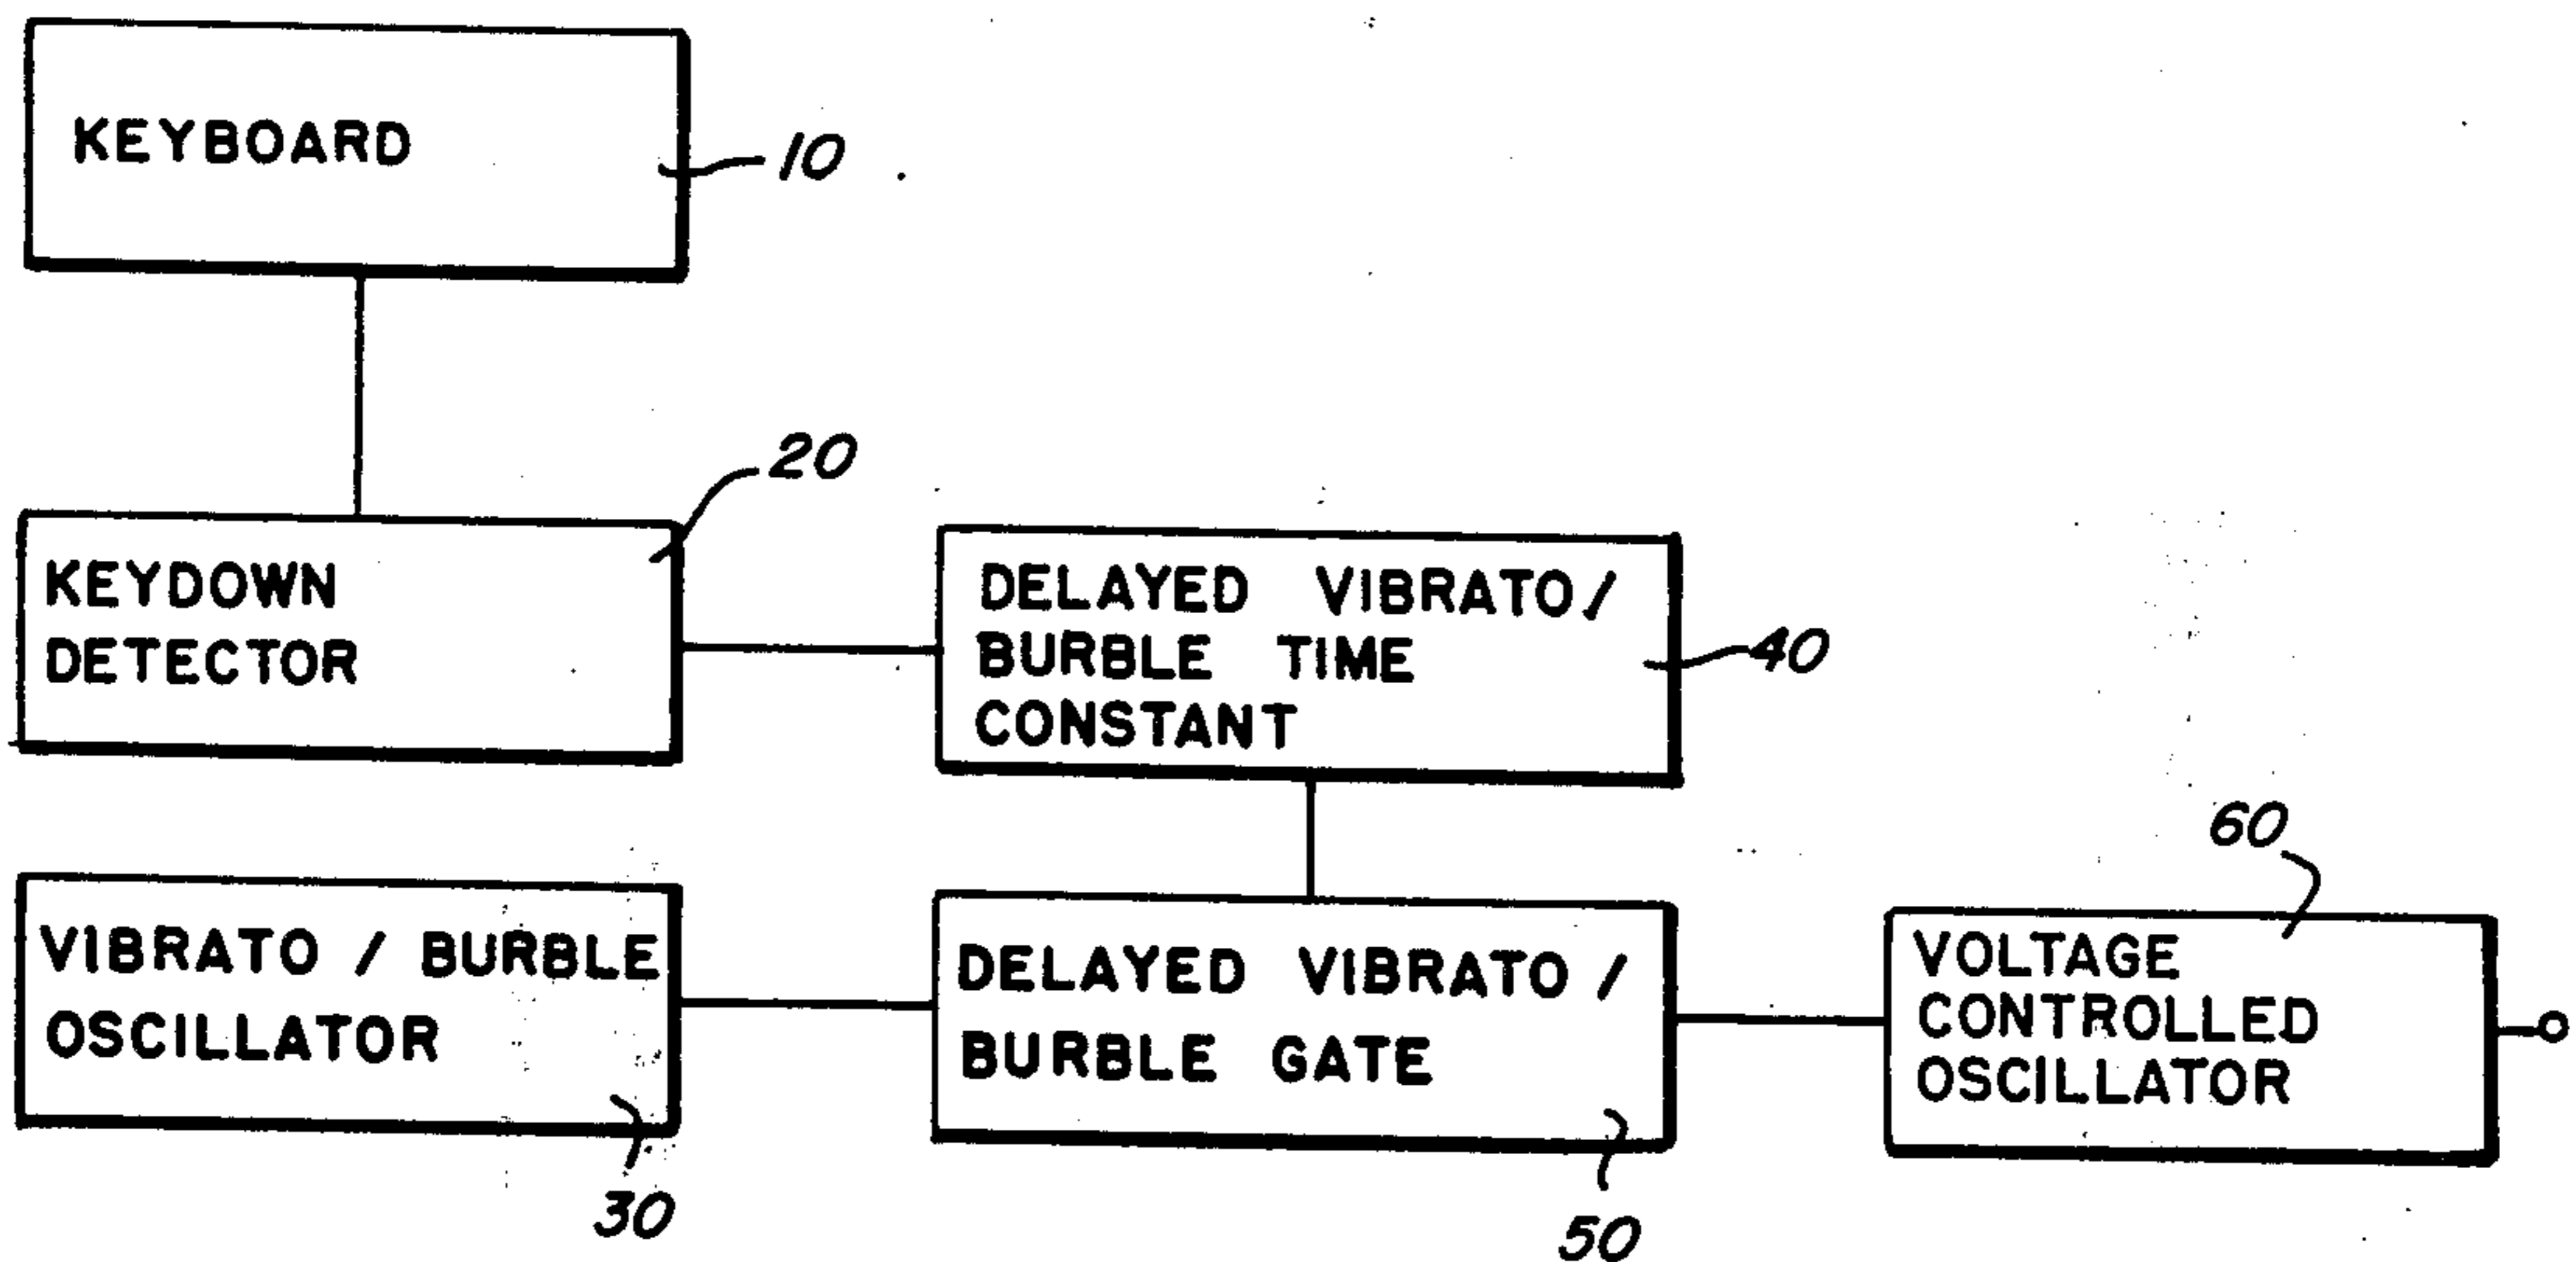 KEYBOARD
10
20
KEYDOWN
DETECTOR
DELAYED VIBRATO/
BURBLE TIME
CONSTANT
40
60
VIBRATO / BURBLE
OSCILLATOR
30
DELAYED VIBRATO /
BURBLE GATE
50
VOLTAGE
CONTROLLED
OSCILLATOR